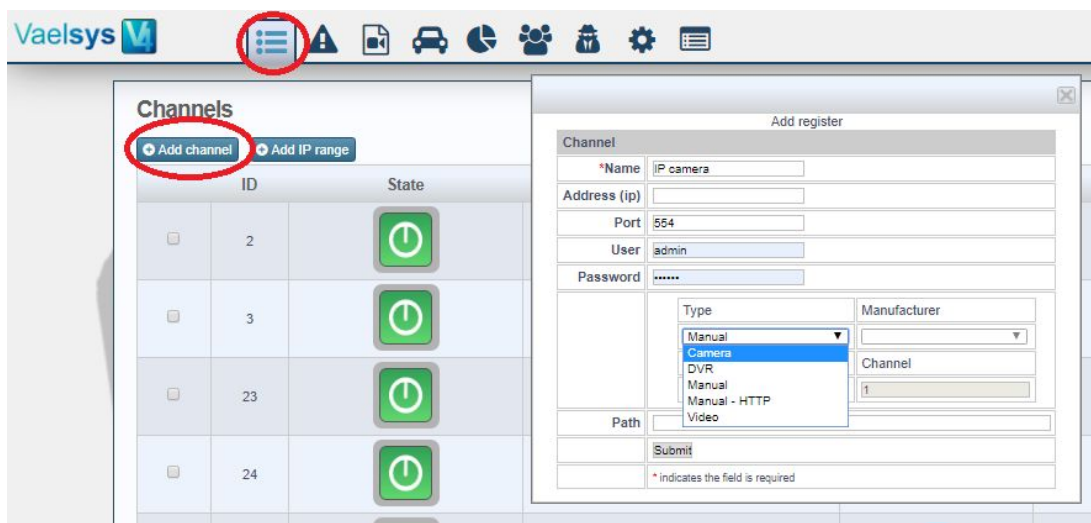 Vaelsys V4
Channels
Add channel
Add IP range
ID
State
2
3
23
24
Add register
Channel
*Name
IP camera
Address (ip)
Port
554
User
admin
Password
••••••
Type
Manufacturer
Manual
Camera
DVR
Manual
Manual - HTTP
Video
Channel
1
Path
Submit
* indicates the field is required